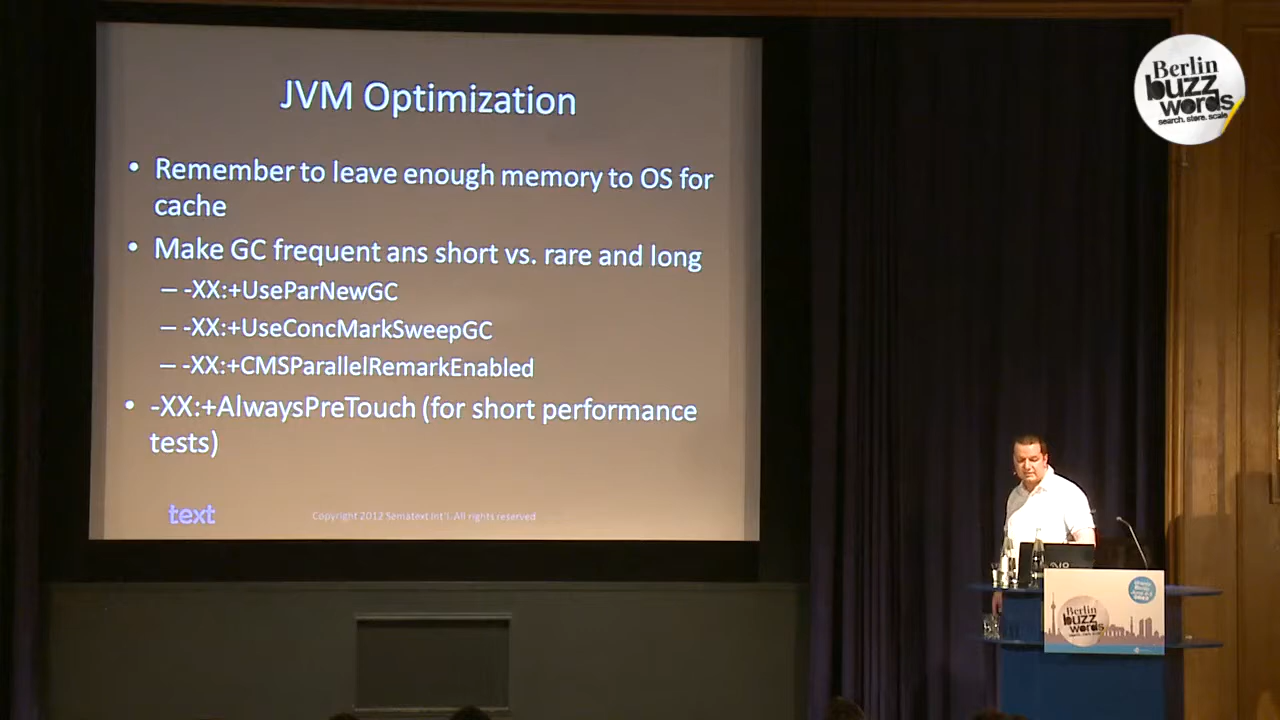 JVM Optimization
• Remember to leave enough memory to OS for
cache
• Make GC frequent ans short vs. rare and long
– -XX:+UseParNewGC
– -XX:+UseConcMarkSweepGC
– -XX:+CMSParallelRemarkEnabled
• -XX:+AlwaysPreTouch (for short performance
tests)
text
Copyright 2012 Sematext Int'l. All rights reserved
Berlin
buzz
words
search. store. scale
Berlin
buzz
words